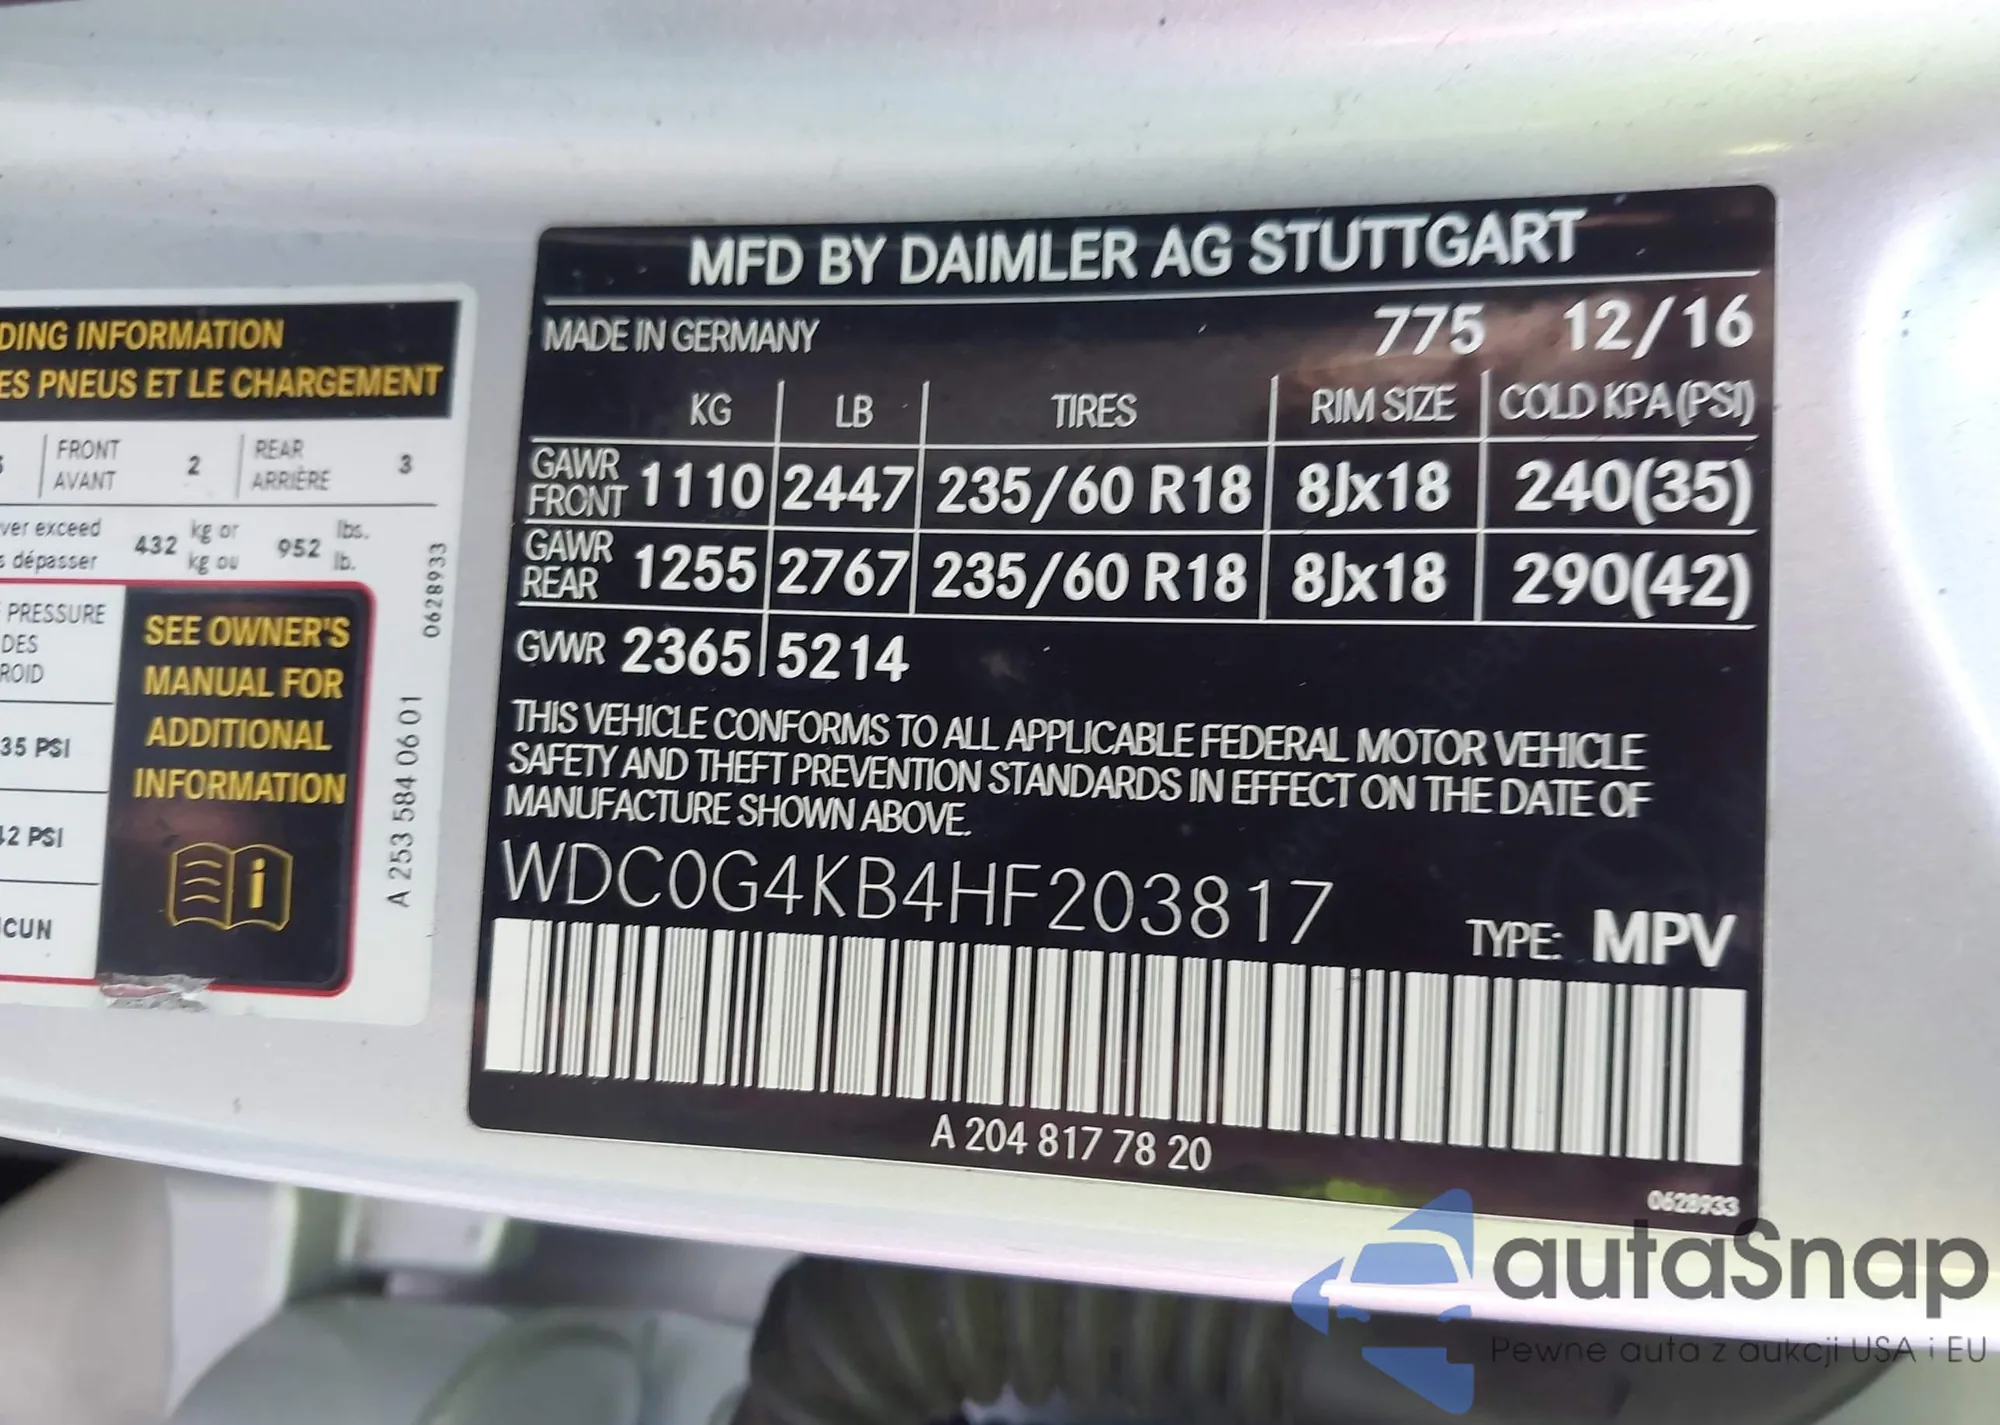 DING INFORMATION
ES PNEUS ET LE CHARGEMENT
FRONT
AVANT
2
REAR
ARRIÈRE
3
ver exceed
s dépasser
432
kg or
kg ou
952
lbs.
lb.
PRESSURE
DES
ROID
35 PSI
2 PSI
CUN
SEE OWNER'S
MANUAL FOR
ADDITIONAL
INFORMATION
i
0628933
A 253 584 06 01
MFD BY DAIMLER AG STUTTGART
MADE IN GERMANY 775 12/16
KG LB TIRES RIM SIZE COLD KPA (PSI)
GAWR FRONT 1110 2447 235/60 R18 8Jx18 240(35)
GAWR REAR 1255 2767 235/60 R18 8Jx18 290(42)
GVWR 2365 5214
THIS VEHICLE CONFORMS TO ALL APPLICABLE FEDERAL MOTOR VEHICLE
SAFETY AND THEFT PREVENTION STANDARDS IN EFFECT ON THE DATE OF
MANUFACTURE SHOWN ABOVE.
WDC0G4KB4HF203817
TYPE: MPV
A 204 817 78 20
0628933
autaSnap
Pewne auta z aukcji USA i EU